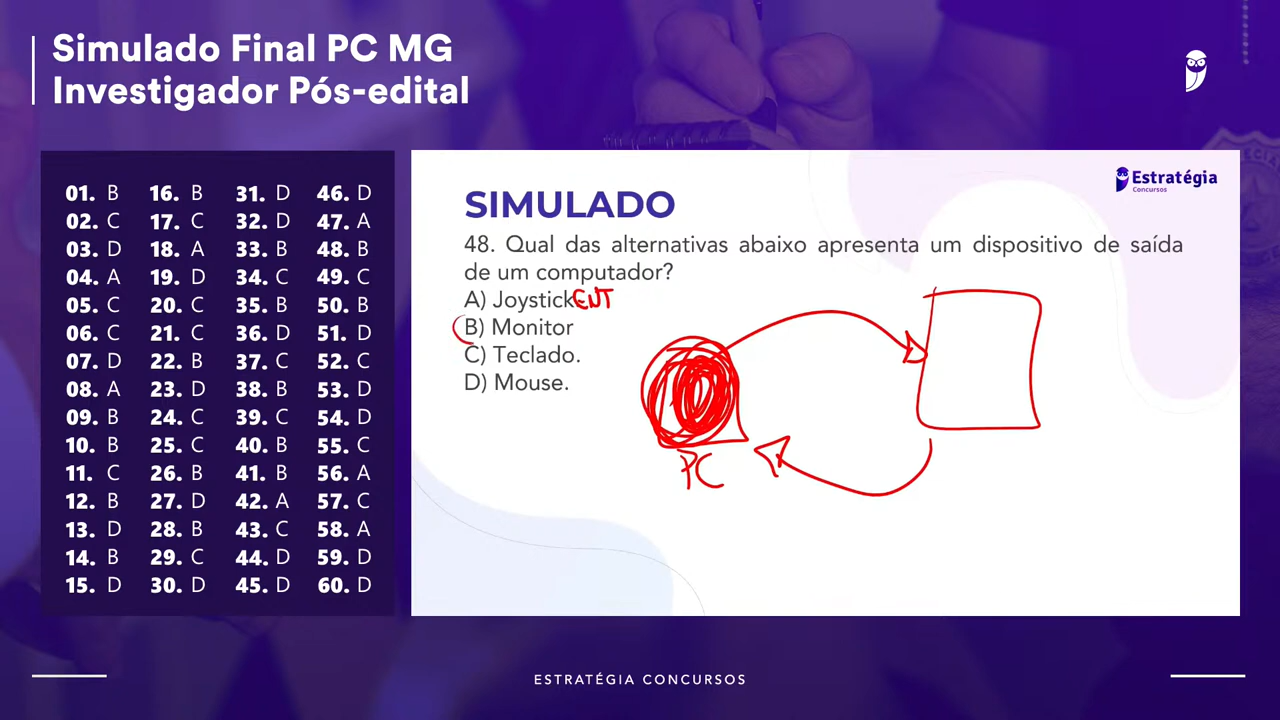 Simulado Final PC MG
Investigador Pós-edital
01. B 16. B 31. D 46. D
02. C 17. C 32. D 47. A
03. D 18. A 33. B 48. B
04. A 19. D 34. C 49. C
05. C 20. C 35. B 50. B
06. C 21. C 36. D 51. D
07. D 22. B 37. C 52. C
08. A 23. D 38. B 53. D
09. B 24. C 39. C 54. D
10. B 25. C 40. B 55. C
11. C 26. B 41. B 56. A
12. B 27. D 42. A 57. C
13. D 28. B 43. C 58. A
14. B 29. C 44. D 59. D
15. D 30. D 45. D 60. D
Estratégia
Concursos
SIMULADO
48. Qual das alternativas abaixo apresenta um dispositivo de saída
de um computador?
A) Joystick ENT
B) Monitor
C) Teclado.
D) Mouse.
PC
ESTRATÉGIA CONCURSOS